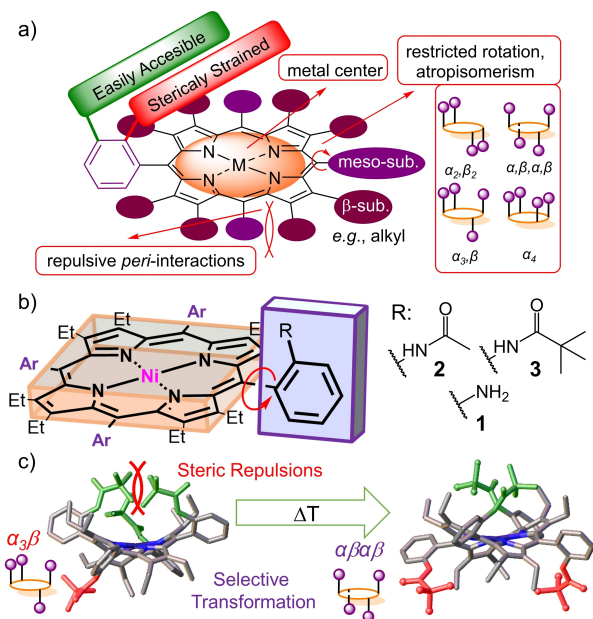 a)
Easily Accesible
Stericaly Strained
metal center
restricted rotation,
atropisomerism
N
N
M
N
N
meso-sub.
β-sub.
e.g., alkyl
repulsive peri-interactions
α2,β2
α,β,α,β
α3,β
α4
b)
Et
Et
Ar
Et
Et
Ar
N
N
Ni
N
N
Et
Et
Et
Et
Ar
R
R:
O
HN
2
O
HN
3
NH2
1
c)
Steric Repulsions
ΔT
α3β
αβαβ
Selective
Transformation